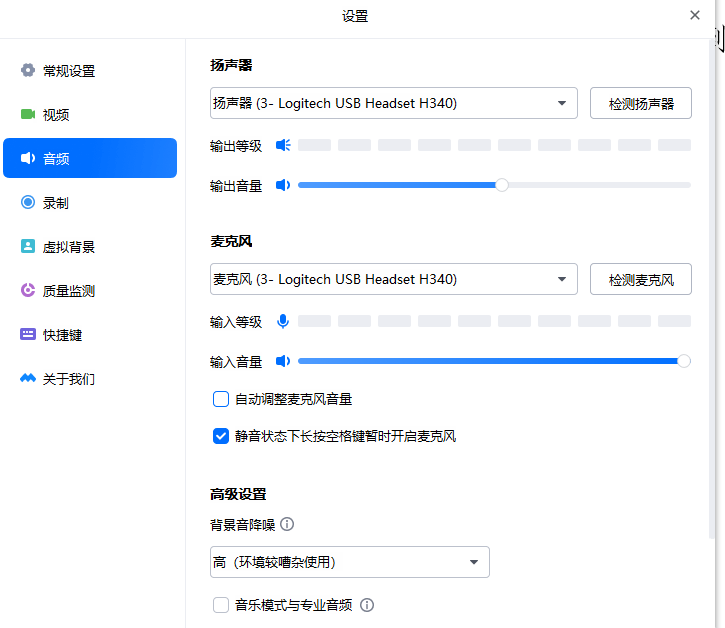 设置
常规设置
视频
音频
录制
虚拟背景
质量监测
快捷键
关于我们
扬声器
扬声器 (3- Logitech USB Headset H340)
检测扬声器
输出等级
输出音量
麦克风
麦克风 (3- Logitech USB Headset H340)
检测麦克风
输入等级
输入音量
自动调整麦克风音量
静音状态下长按空格键暂时开启麦克风
高级设置
背景音降噪
高（环境较嘈杂使用）
音乐模式与专业音频